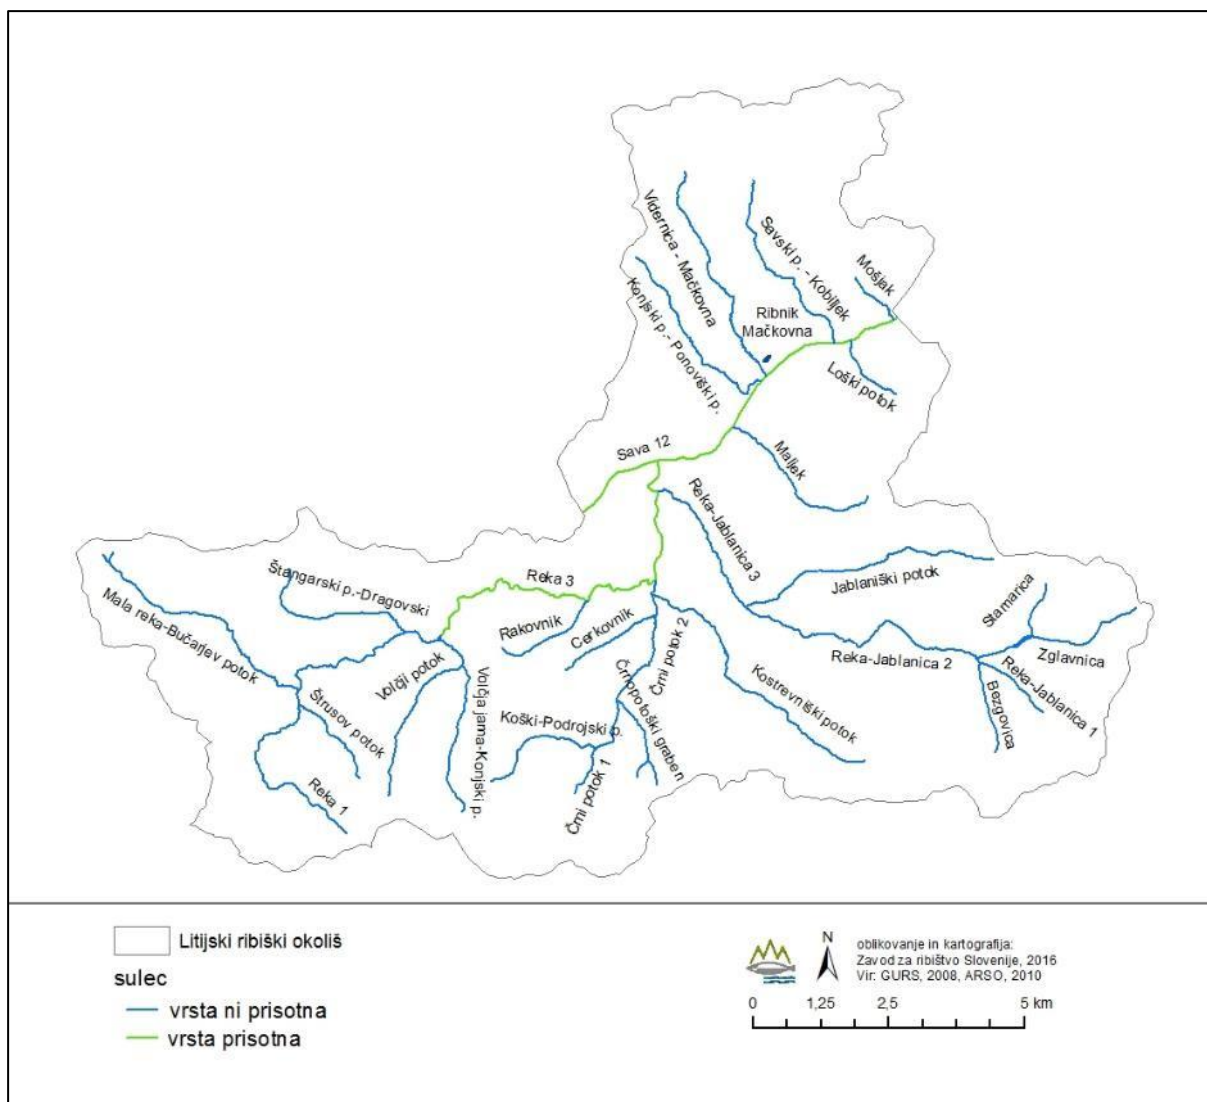 Vidernica - Mačkovna
Savski p. - Kobiljek
Mošjak
Konjski p.- Ponoviški p.
Ribnik
Mačkovna
Loški potok
Sava 12
Maljek
Reka-Jablanica 3
Jablaniški potok
Štangarski p.-Dragovski
Reka 3
Mala reka-Bučarjev potok
Rakovnik
Cerkovnik
Črni potok 2
Stamarica
Zglavnica
Reka-Jablanica 2
Reka-Jablanica 1
Bezgovica
Volčji potok
Štrusov potok
Volčja jama-Konjski p.
Koški-Podrojski p.
Črnopotoški graben
Kostrevniški potok
Reka 1
Črni potok 1
Litijski ribiški okoliš
sulec
vrsta ni prisotna
vrsta prisotna
N
oblikovanje in kartografija:
Zavod za ribištvo Slovenije, 2016
Vir: GURS, 2008, ARSO, 2010
0 1,25 2,5 5 km